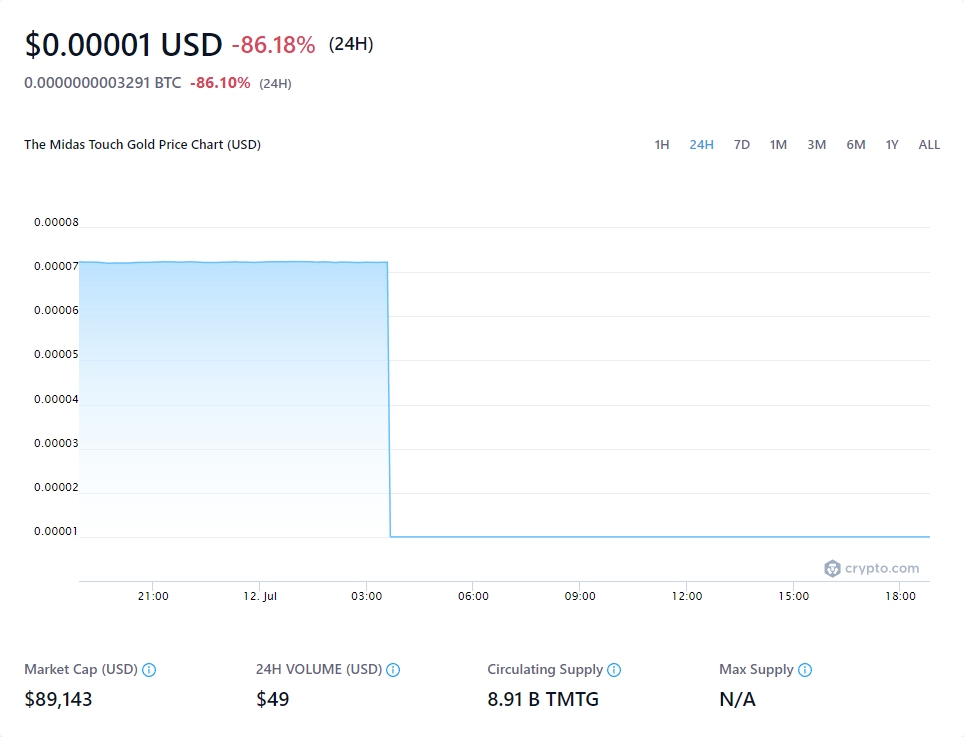 $0.00001 USD -86.18% (24H)
0.0000000003291 BTC -86.10% (24H)
The Midas Touch Gold Price Chart (USD) 1H 24H 7D 1M 3M 6M 1Y ALL
0.00008
0.00007
0.00006
0.00005
0.00004
0.00003
0.00002
0.00001
crypto.com
21:00 12. Jul 03:00 06:00 09:00 12:00 15:00 18:00
Market Cap (USD) 24H VOLUME (USD) Circulating Supply Max Supply
$89,143 $49 8.91 B TMTG N/A